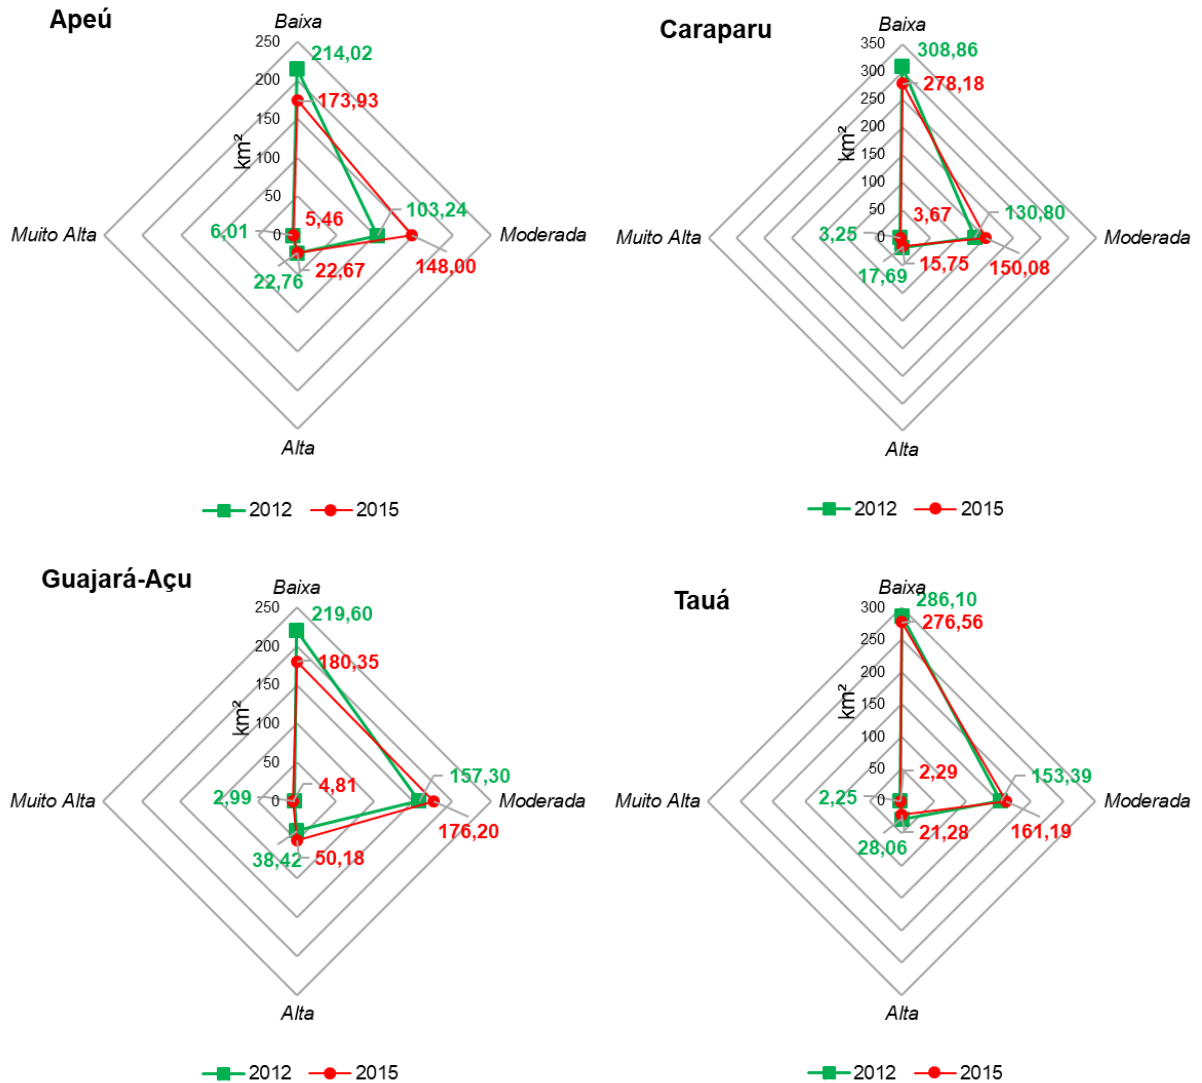 Apeú
Baixa
250
214,02
200
173,93
150
km²
100
50
5,46
103,24
6,01
0
Muito Alta
Moderada
22,76
22,67
148,00
Alta
2012
2015
Caraparu
Baixa
350
308,86
300
278,18
250
200
km²
150
100
50
3,67
130,80
3,25
0
Muito Alta
Moderada
17,69
15,75
150,08
Alta
2012
2015
Guajará-Açu
Baixa
250
219,60
200
180,35
150
km²
100
50
4,81
157,30
2,99
0
Muito Alta
Moderada
38,42
50,18
176,20
Alta
2012
2015
Tauá
Baixa
300
286,10
276,56
250
200
km²
150
100
50
2,29
153,39
2,25
0
Muito Alta
Moderada
28,06
21,28
161,19
Alta
2012
2015